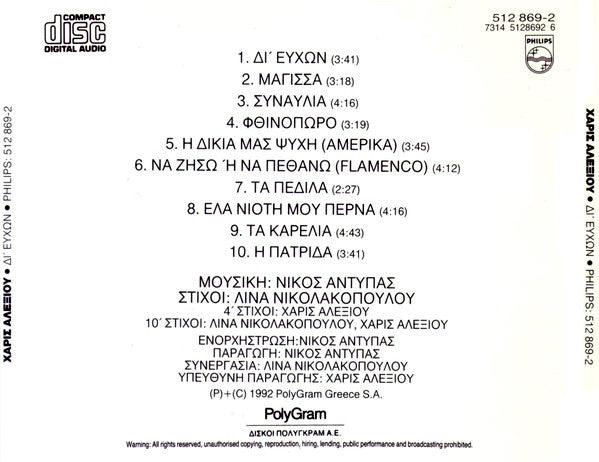 COMPACT
disc
DIGITAL AUDIO
512 869-2
7314 5128692 6
PHILIPS
1. ΔΙ΄ ΕΥΧΩΝ (3:41)
2. ΜΑΓΙΣΣΑ (3:18)
3. ΣΥΝΑΥΛΙΑ (4:16)
4. ΦΘΙΝΟΠΩΡΟ (3:19)
5. Η ΔΙΚΙΑ ΜΑΣ ΨΥΧΗ (ΑΜΕΡΙΚΑ) (3:45)
6. ΝΑ ΖΗΣΩ Ή ΝΑ ΠΕΘΑΝΩ (FLAMENCO) (4:12)
7. ΤΑ ΠΕΔΙΛΑ (2:27)
8. ΕΛΑ ΝΙΟΤΗ ΜΟΥ ΠΕΡΝΑ (4:16)
9. ΤΑ ΚΑΡΕΛΙΑ (4:43)
10. Η ΠΑΤΡΙΔΑ (3:41)
ΜΟΥΣΙΚΗ: ΝΙΚΟΣ ΑΝΤΥΠΑΣ
ΣΤΙΧΟΙ: ΛΙΝΑ ΝΙΚΟΛΑΚΟΠΟΥΛΟΥ
4΄ ΣΤΙΧΟΙ: ΧΑΡΙΣ ΑΛΕΞΙΟΥ
10΄ ΣΤΙΧΟΙ: ΛΙΝΑ ΝΙΚΟΛΑΚΟΠΟΥΛΟΥ, ΧΑΡΙΣ ΑΛΕΞΙΟΥ
ΕΝΟΡΧΗΣΤΡΩΣΗ:ΝΙΚΟΣ ΑΝΤΥΠΑΣ
ΠΑΡΑΓΩΓΗ: ΝΙΚΟΣ ΑΝΤΥΠΑΣ
ΣΥΝΕΡΓΑΣΙΑ: ΛΙΝΑ ΝΙΚΟΛΑΚΟΠΟΥΛΟΥ
ΥΠΕΥΘΥΝΗ ΠΑΡΑΓΩΓΗΣ: ΧΑΡΙΣ ΑΛΕΞΙΟΥ
(P)+(C) 1992 PolyGram Greece S.A.
PolyGram
ΔΙΣΚΟΙ ΠΟΛΥΓΚΡΑΜ Α.Ε.
Warning: All rights reserved, unauthorised copying, reproduction, hiring, lending, public performance and broadcasting prohibited.
ΧΑΡΙΣ ΑΛΕΞΙΟΥ • ΔΙ΄ ΕΥΧΩΝ • PHILIPS: 512 869-2
ΧΑΡΙΣ ΑΛΕΞΙΟΥ • ΔΙ΄ ΕΥΧΩΝ • PHILIPS: 512 869-2